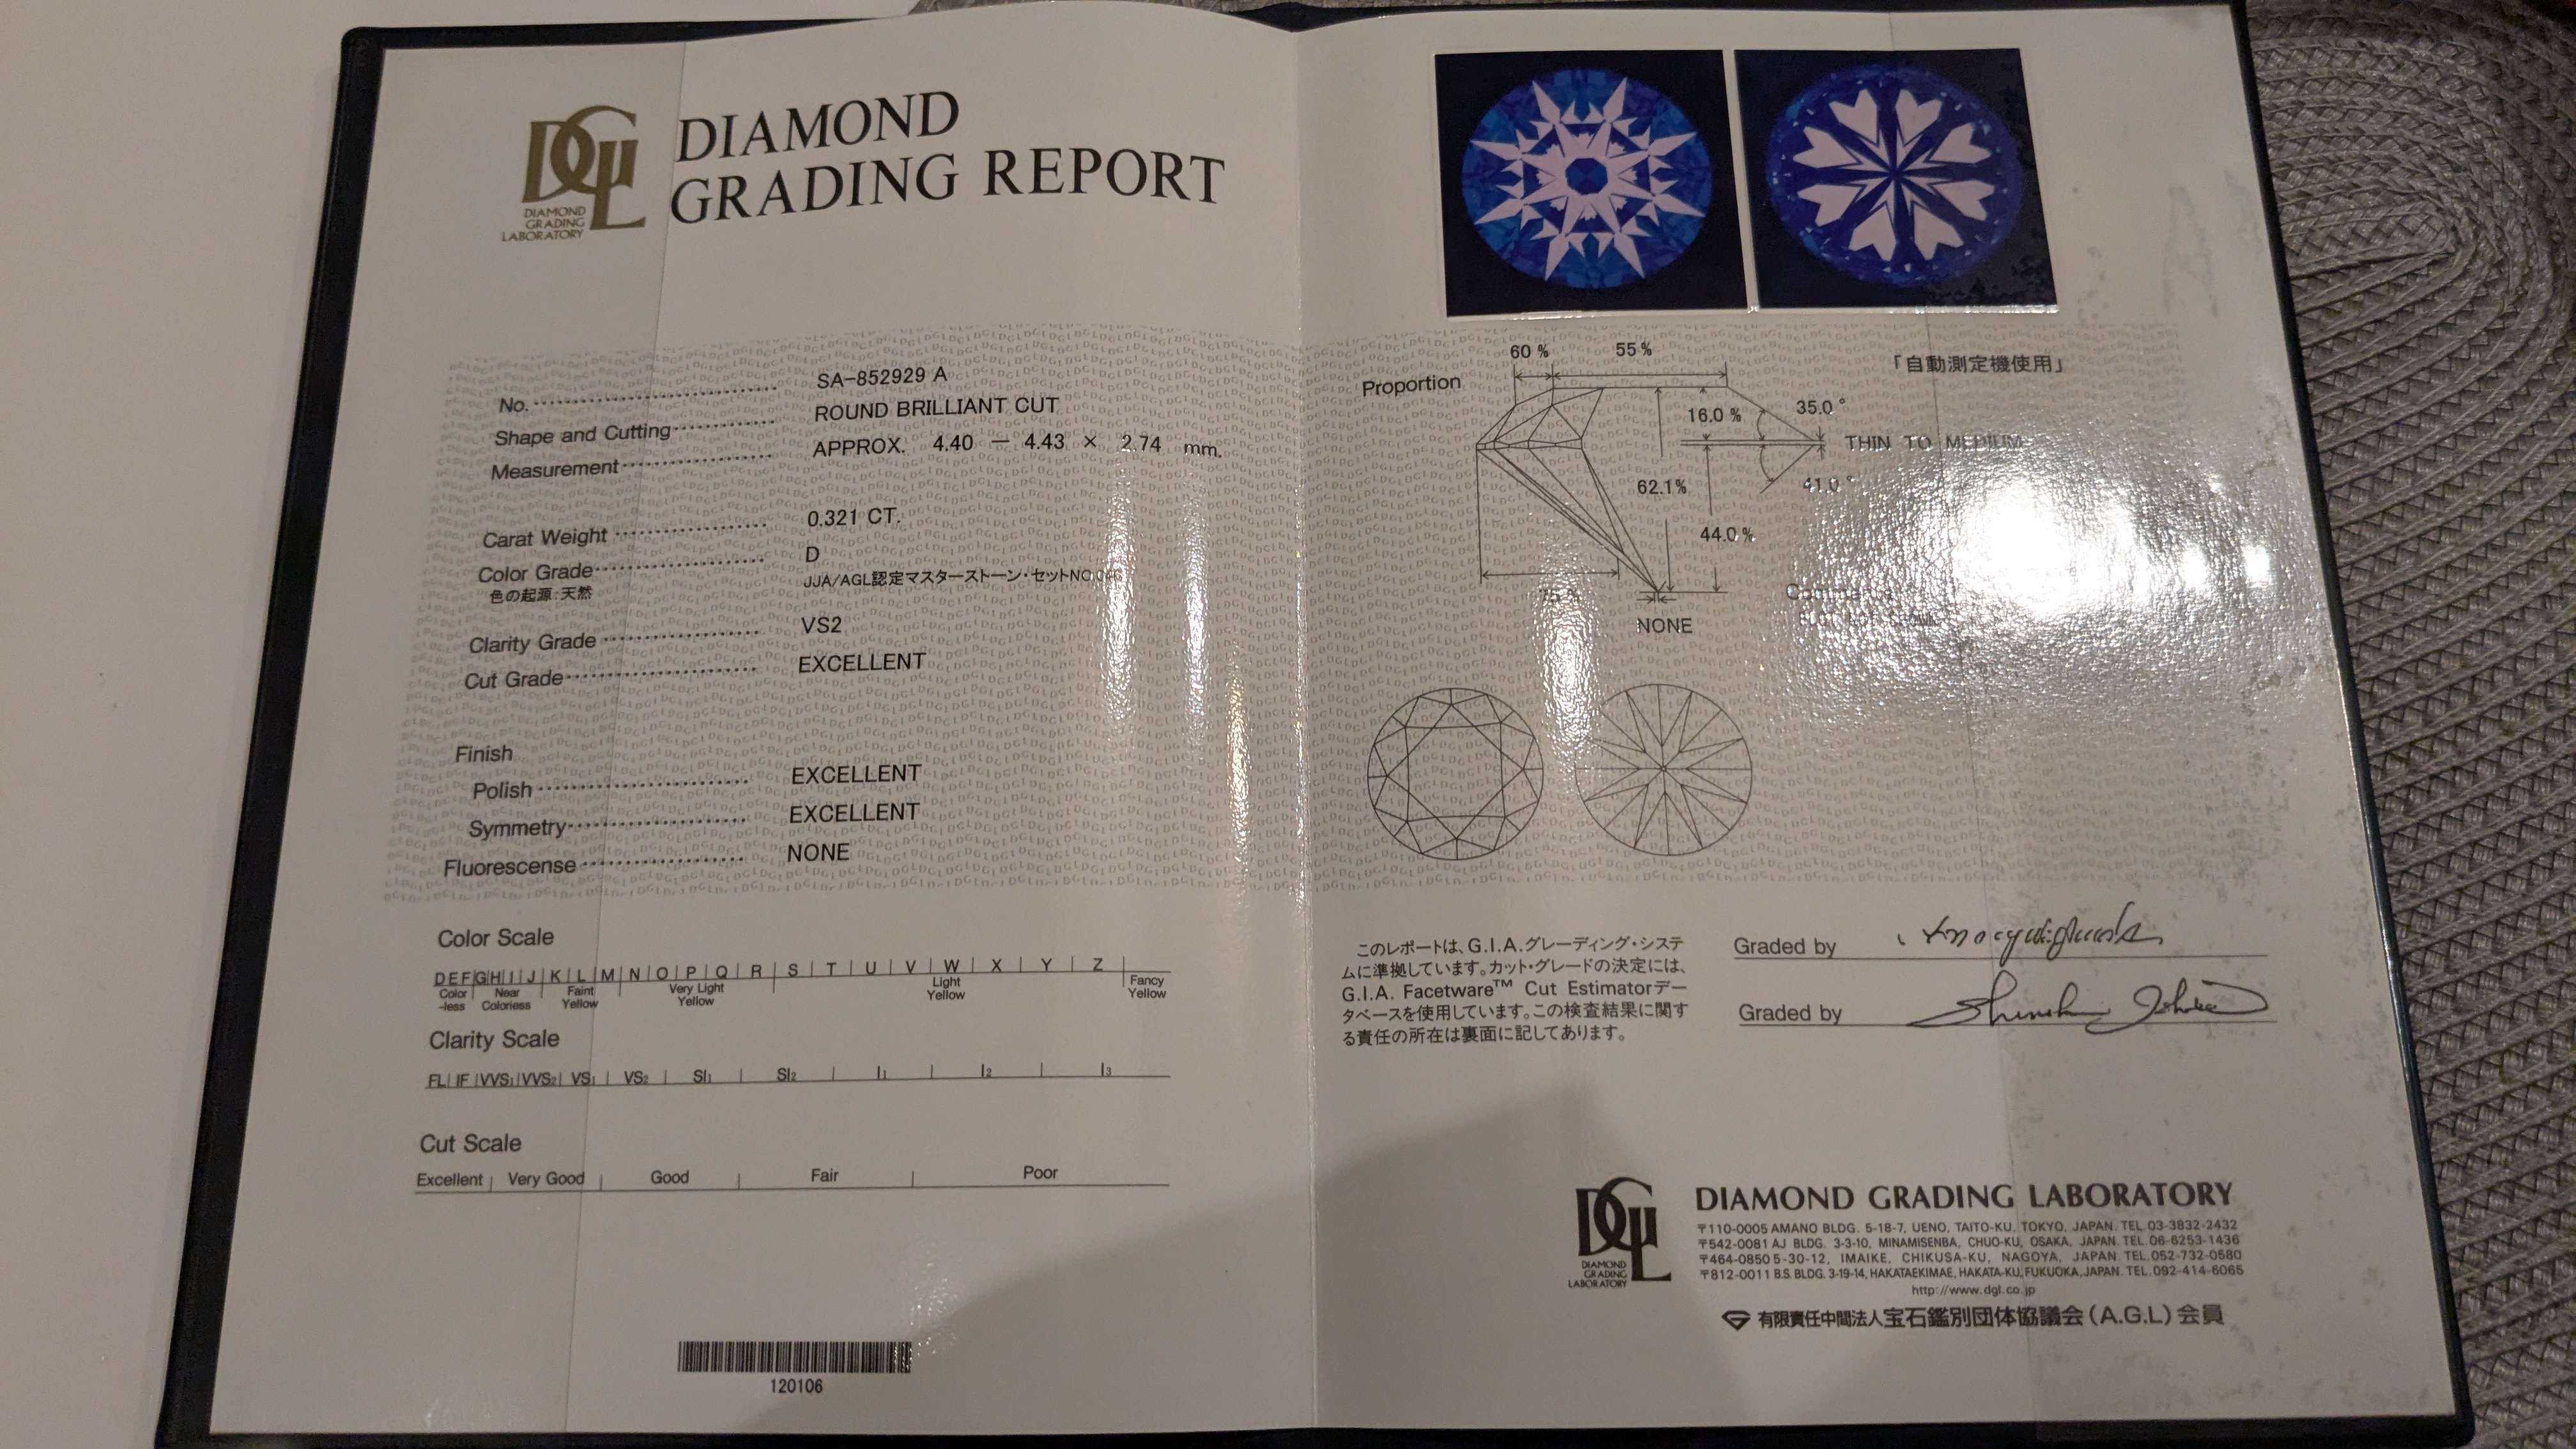 DGL
DIAMOND
GRADING
LABORATORY
DIAMOND
GRADING REPORT
No. SA-852929 A
Shape and Cutting ROUND BRILLIANT CUT
Measurement APPROX. 4.40 — 4.43 × 2.74 mm.
Carat Weight 0.321 CT.
Color Grade D
色の起源:天然 JJA/AGL認定マスターストーン・セットNO.
Clarity Grade VS2
Cut Grade EXCELLENT
Finish
Polish EXCELLENT
Symmetry EXCELLENT
Fluorescense NONE
Color Scale
D E F G H I J K L M N O P Q R S T U V W X Y Z
Color -less Near Colorless Faint Yellow Very Light Yellow Light Yellow Fancy Yellow
Clarity Scale
FL IF VVS1 VVS2 VS1 VS2 SI1 SI2 I1 I2 I3
Cut Scale
Excellent Very Good Good Fair Poor
120106
60 % 55 %
「自動測定機使用」
Proportion
16.0 % 35.0 °
THIN TO MEDIUM
62.1% 41.0 °
44.0 %
75 %
NONE
このレポートは、G.I.A.グレーディング・システ
ムに準拠しています。カット・グレードの決定には、
G.I.A. Facetware™ Cut Estimatorデー
タベースを使用しています。この検査結果に関す
る責任の所在は裏面に記してあります。
Graded by
Graded by
DGL
DIAMOND
GRADING
LABORATORY
DIAMOND GRADING LABORATORY
〒110-0005 AMANO BLDG. 5-18-7, UENO, TAITO-KU, TOKYO, JAPAN. TEL.03-3832-2432
〒542-0081 AJ BLDG. 3-3-10, MINAMISENBA, CHUO-KU, OSAKA, JAPAN. TEL.06-6253-1436
〒464-0850 5-30-12, IMAIKE, CHIKUSA-KU, NAGOYA, JAPAN. TEL.052-732-0580
〒812-0011 B.S. BLDG. 3-19-14, HAKATAEKIMAE, HAKATA-KU, FUKUOKA, JAPAN. TEL.092-414-6065
http://www.dgl.co.jp
有限責任中間法人宝石鑑別団体協議会(A.G.L)会員